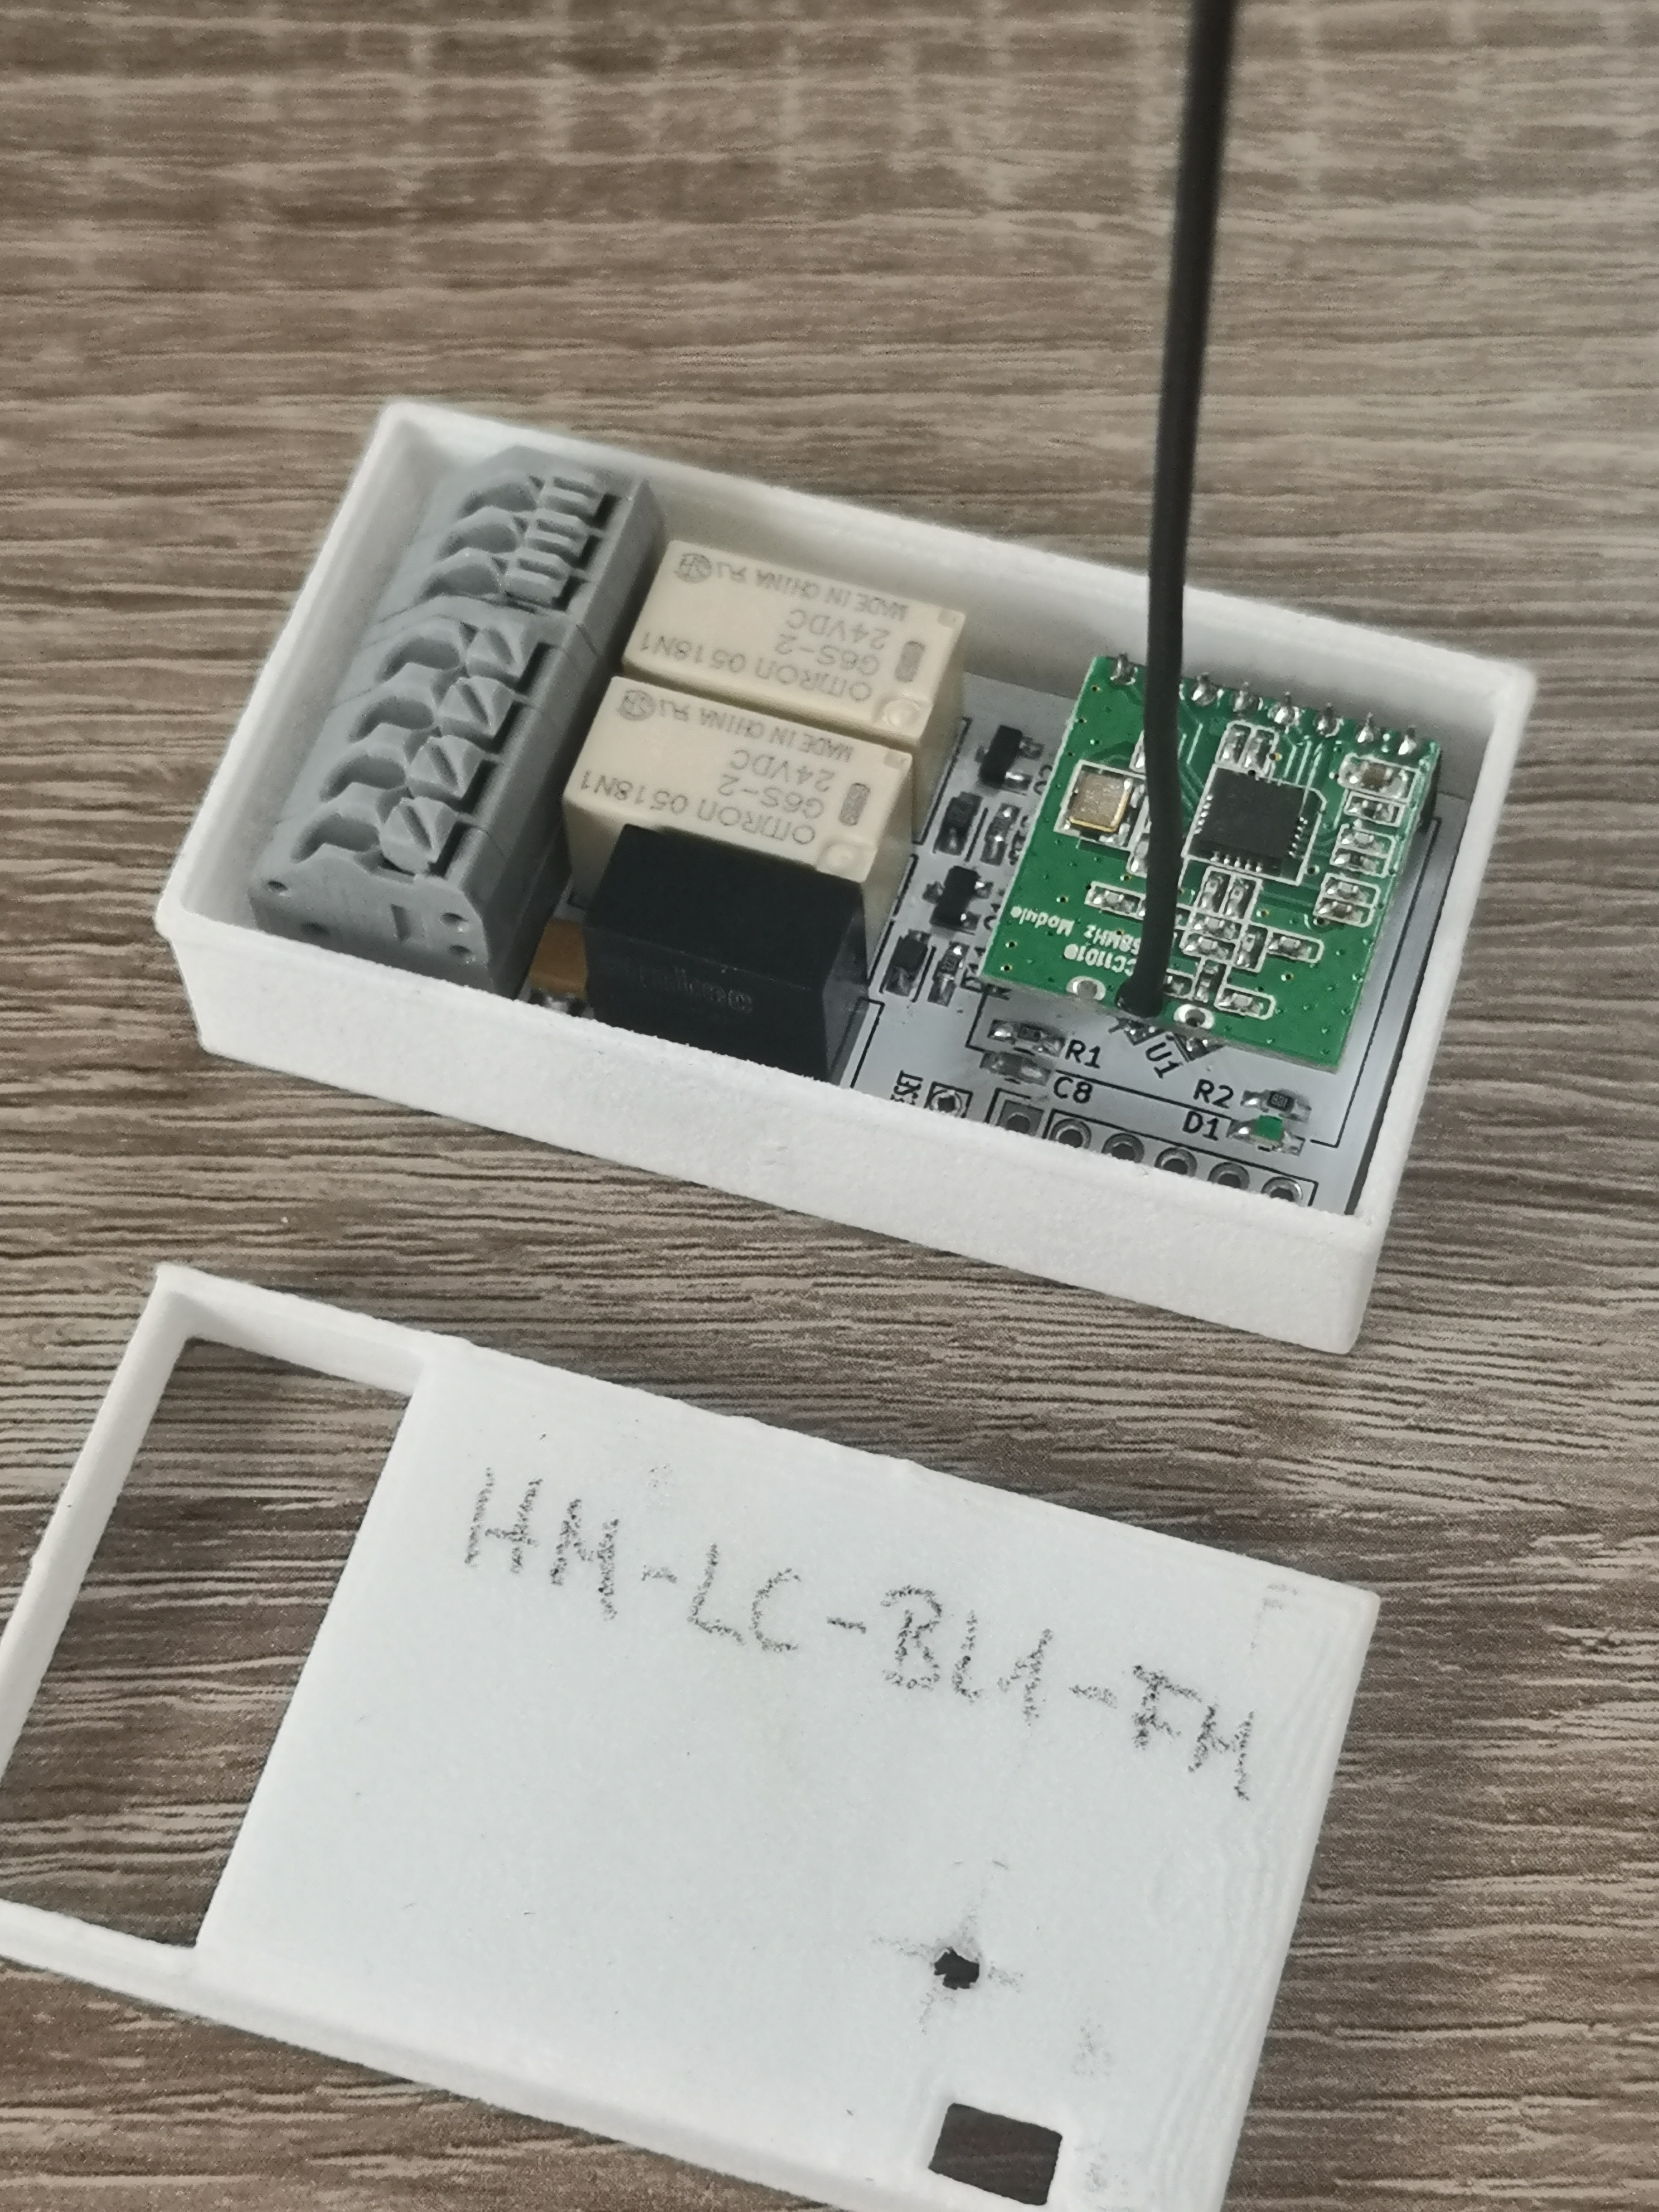 OMRON 0518N1
G6S-2
24VDC
MADE IN CHINA
OMRON 0518N1
G6S-2
24VDC
MADE IN CHINA
CC1101
68MHz Module
R1
C8
U1
R2
D1
HM-LC-BL1-FM